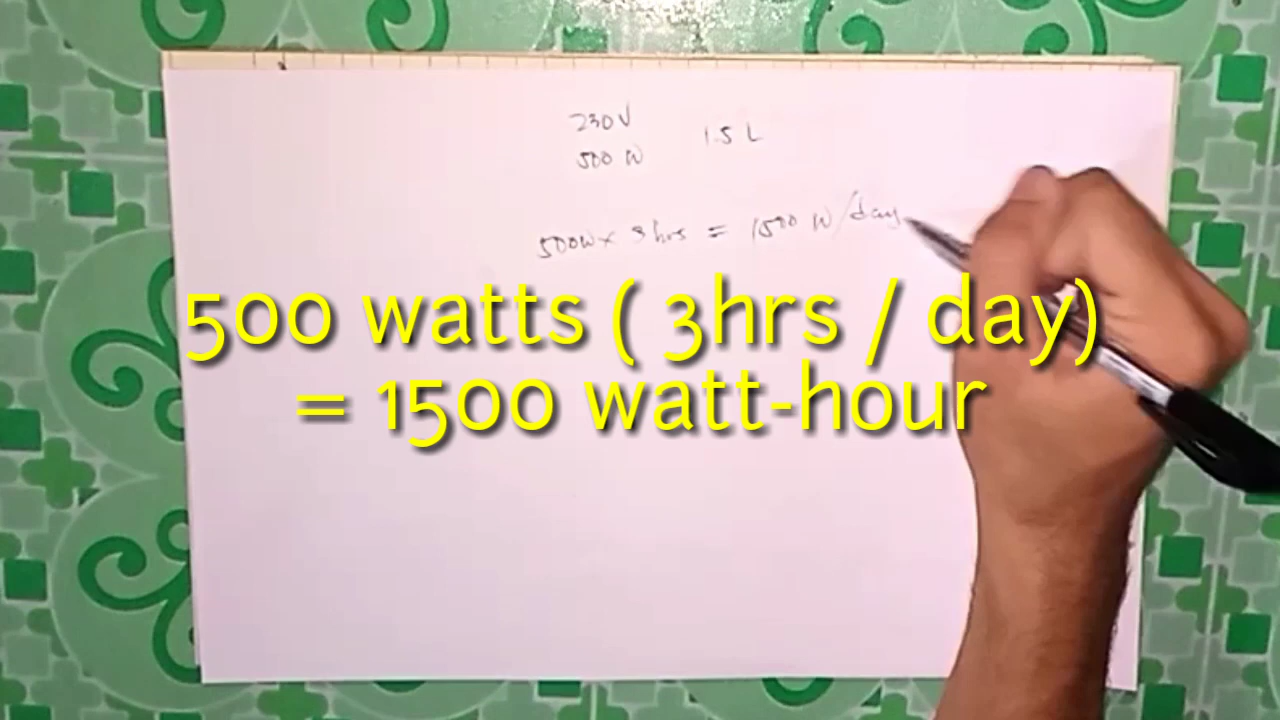 230V
500 W
1.5 L
500W x 3 hrs = 1500 W/day
500 watts ( 3hrs / day)
= 1500 watt-hour